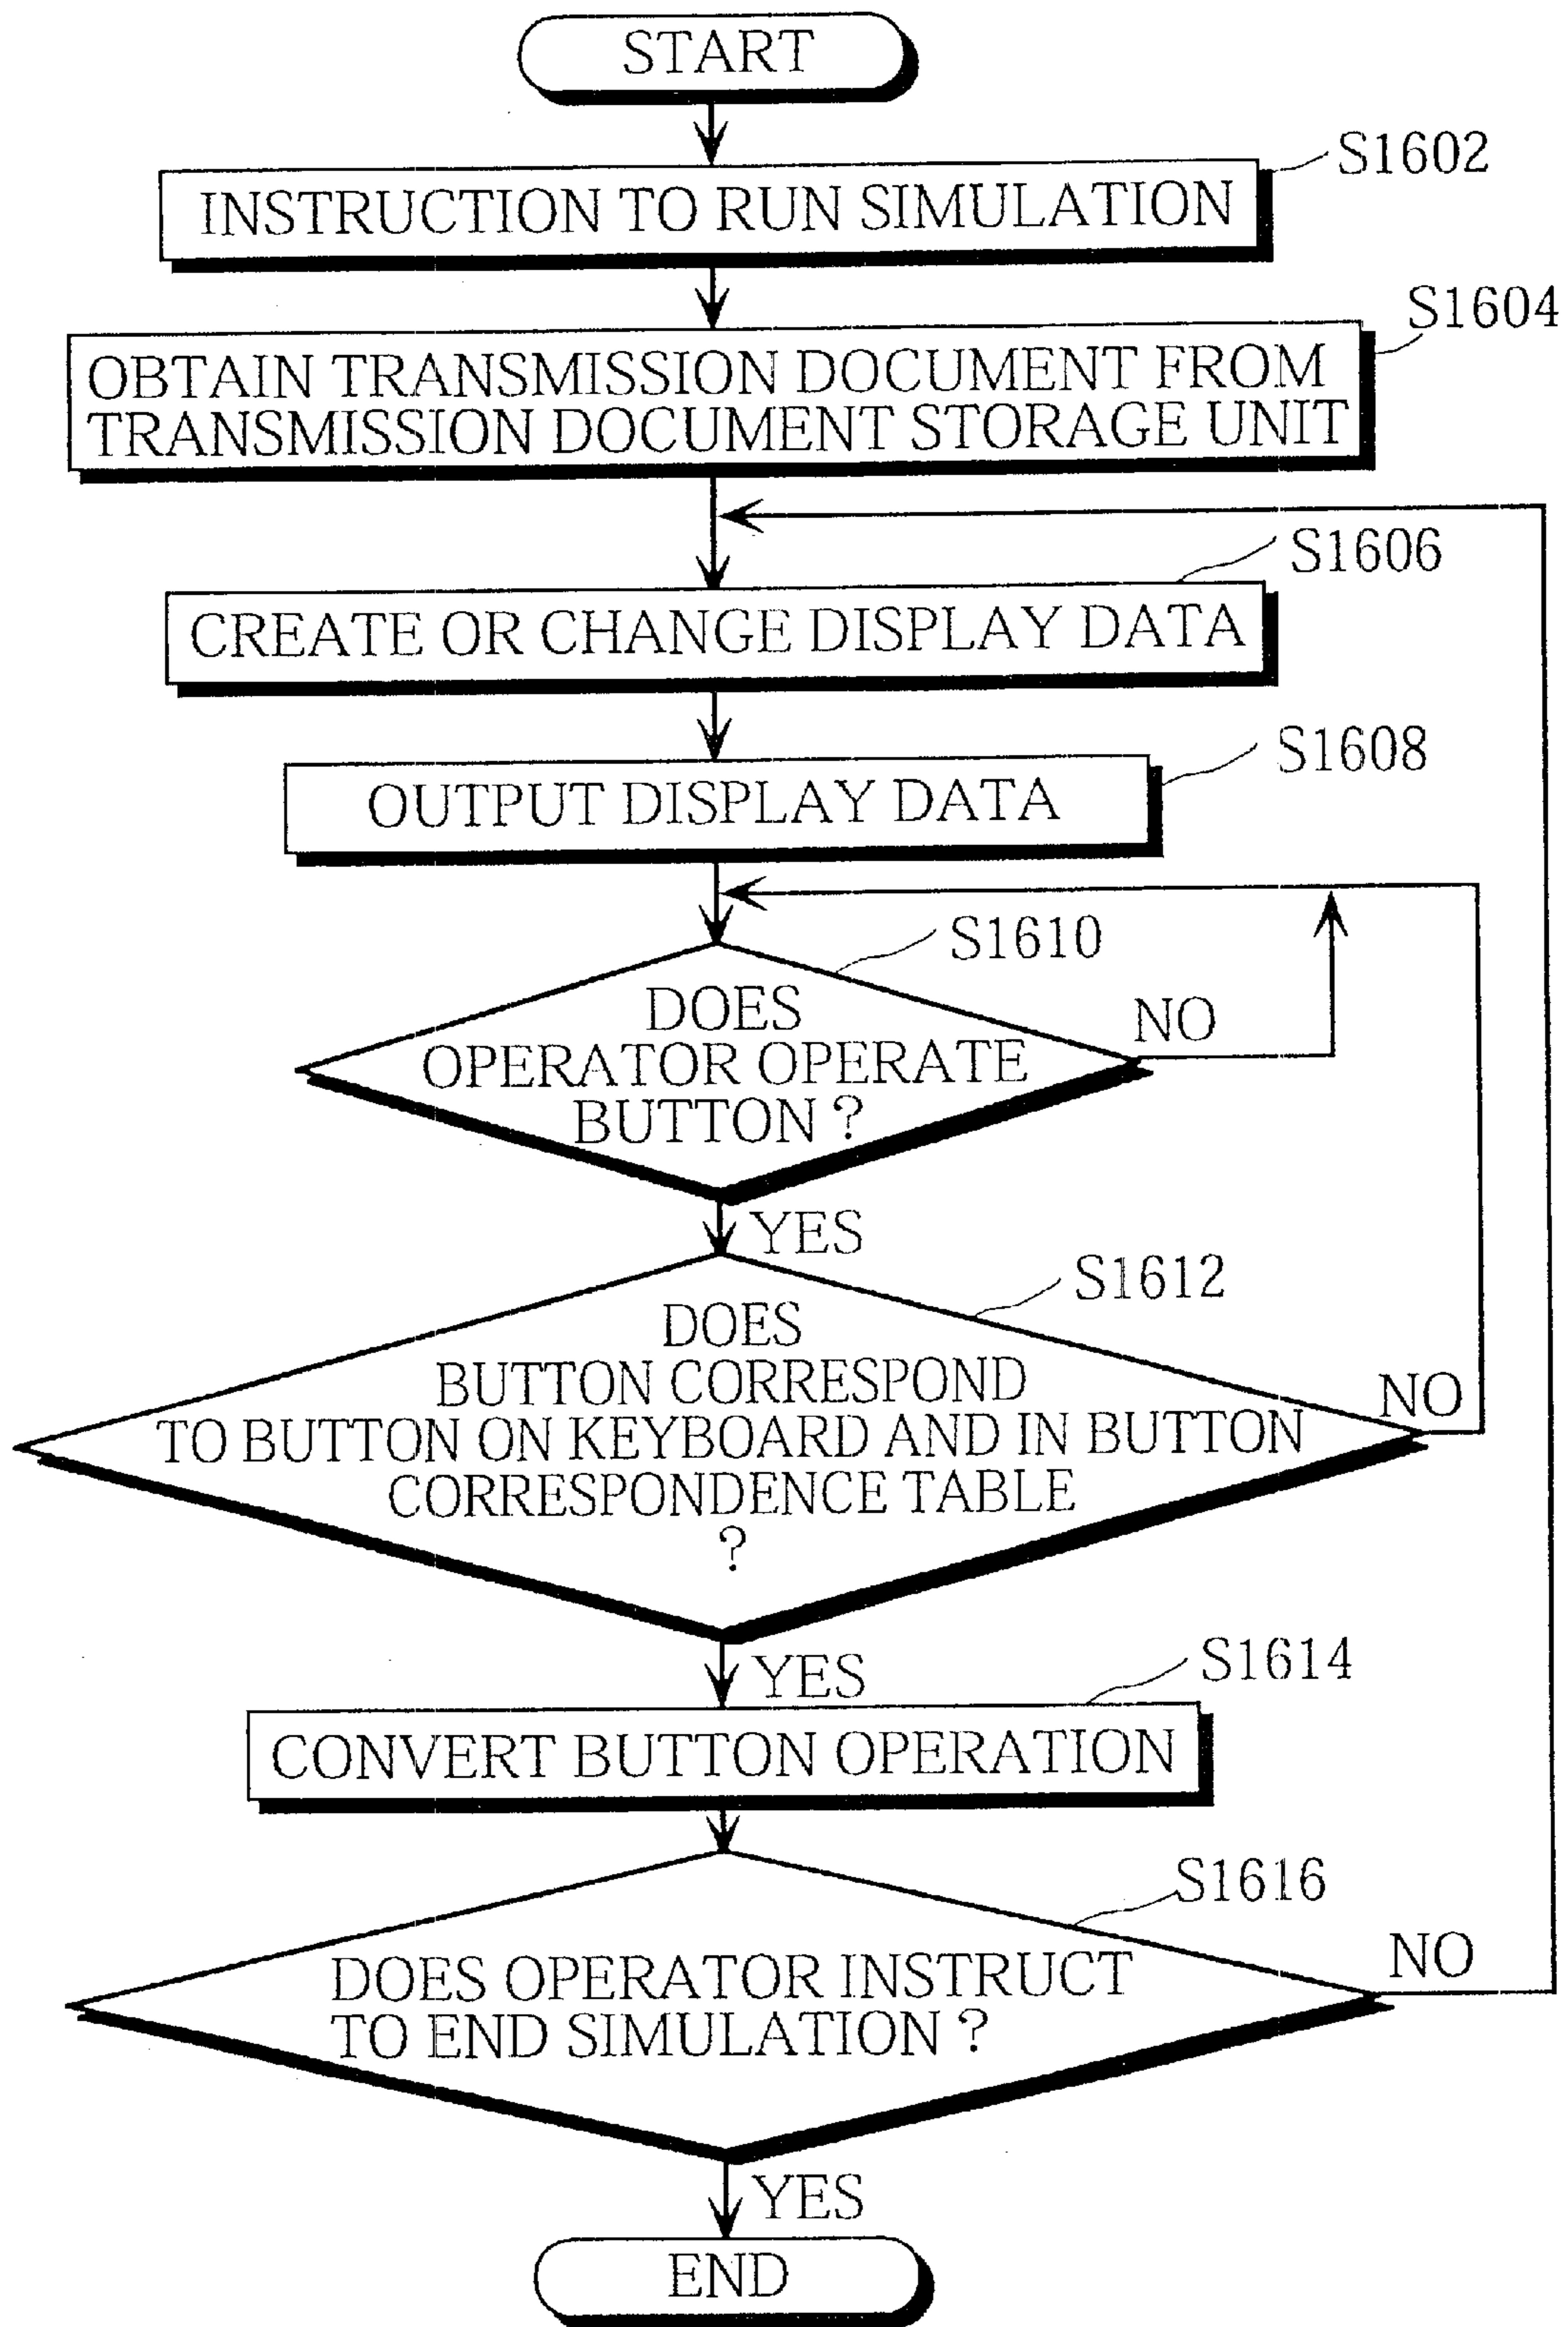 START
S1602
INSTRUCTION TO RUN SIMULATION
S1604
OBTAIN TRANSMISSION DOCUMENT FROM
TRANSMISSION DOCUMENT STORAGE UNIT
S1606
CREATE OR CHANGE DISPLAY DATA
S1608
OUTPUT DISPLAY DATA
S1610
DOES
OPERATOR OPERATE
BUTTON ?
NO
YES
S1612
DOES
BUTTON CORRESPOND
TO BUTTON ON KEYBOARD AND IN BUTTON
CORRESPONDENCE TABLE
?
NO
YES
S1614
CONVERT BUTTON OPERATION
S1616
DOES OPERATOR INSTRUCT
TO END SIMULATION ?
NO
YES
END